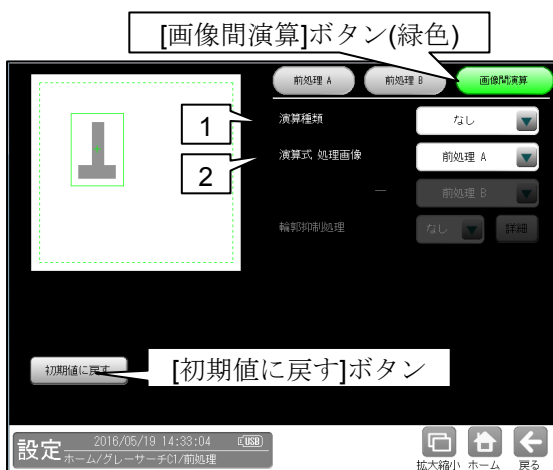 [画像間演算]ボタン(緑色)
前処理 A
前処理 B
画像間演算
1
演算種類
なし
2
演算式 処理画像
前処理 A
—
前処理 B
輪郭抑制処理
なし
詳細
初期値に戻す
[初期値に戻す]ボタン
設定
2016/05/19 14:33:04
USB
ホーム/グレーサーチC1/前処理
拡大縮小
ホーム
戻る